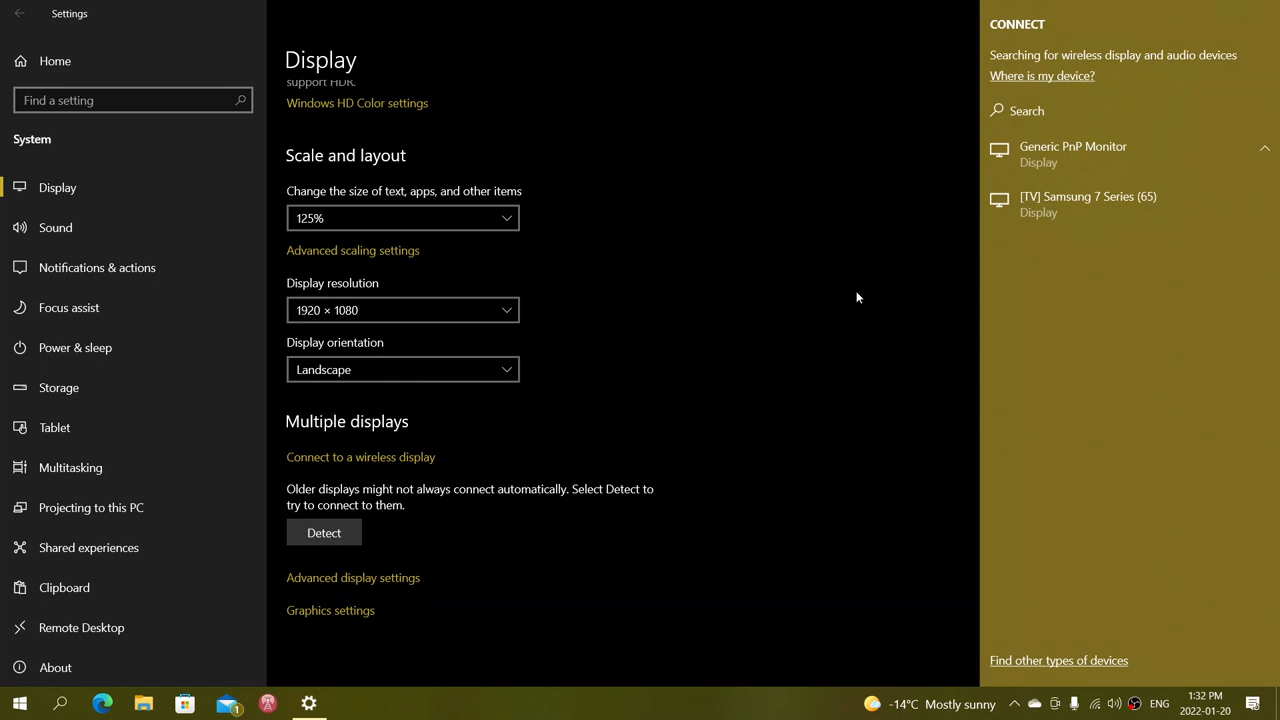 Settings
Home
Find a setting
System
Display
Sound
Notifications & actions
Focus assist
Power & sleep
Storage
Tablet
Multitasking
Projecting to this PC
Shared experiences
Clipboard
Remote Desktop
About
Display
support HDR.
Windows HD Color settings
Scale and layout
Change the size of text, apps, and other items
125%
Advanced scaling settings
Display resolution
1920 × 1080
Display orientation
Landscape
Multiple displays
Connect to a wireless display
Older displays might not always connect automatically. Select Detect to
try to connect to them.
Detect
Advanced display settings
Graphics settings
CONNECT
Searching for wireless display and audio devices
Where is my device?
Search
Generic PnP Monitor
Display
[TV] Samsung 7 Series (65)
Display
Find other types of devices
1
-14°C Mostly sunny
ENG
1:32 PM
2022-01-20